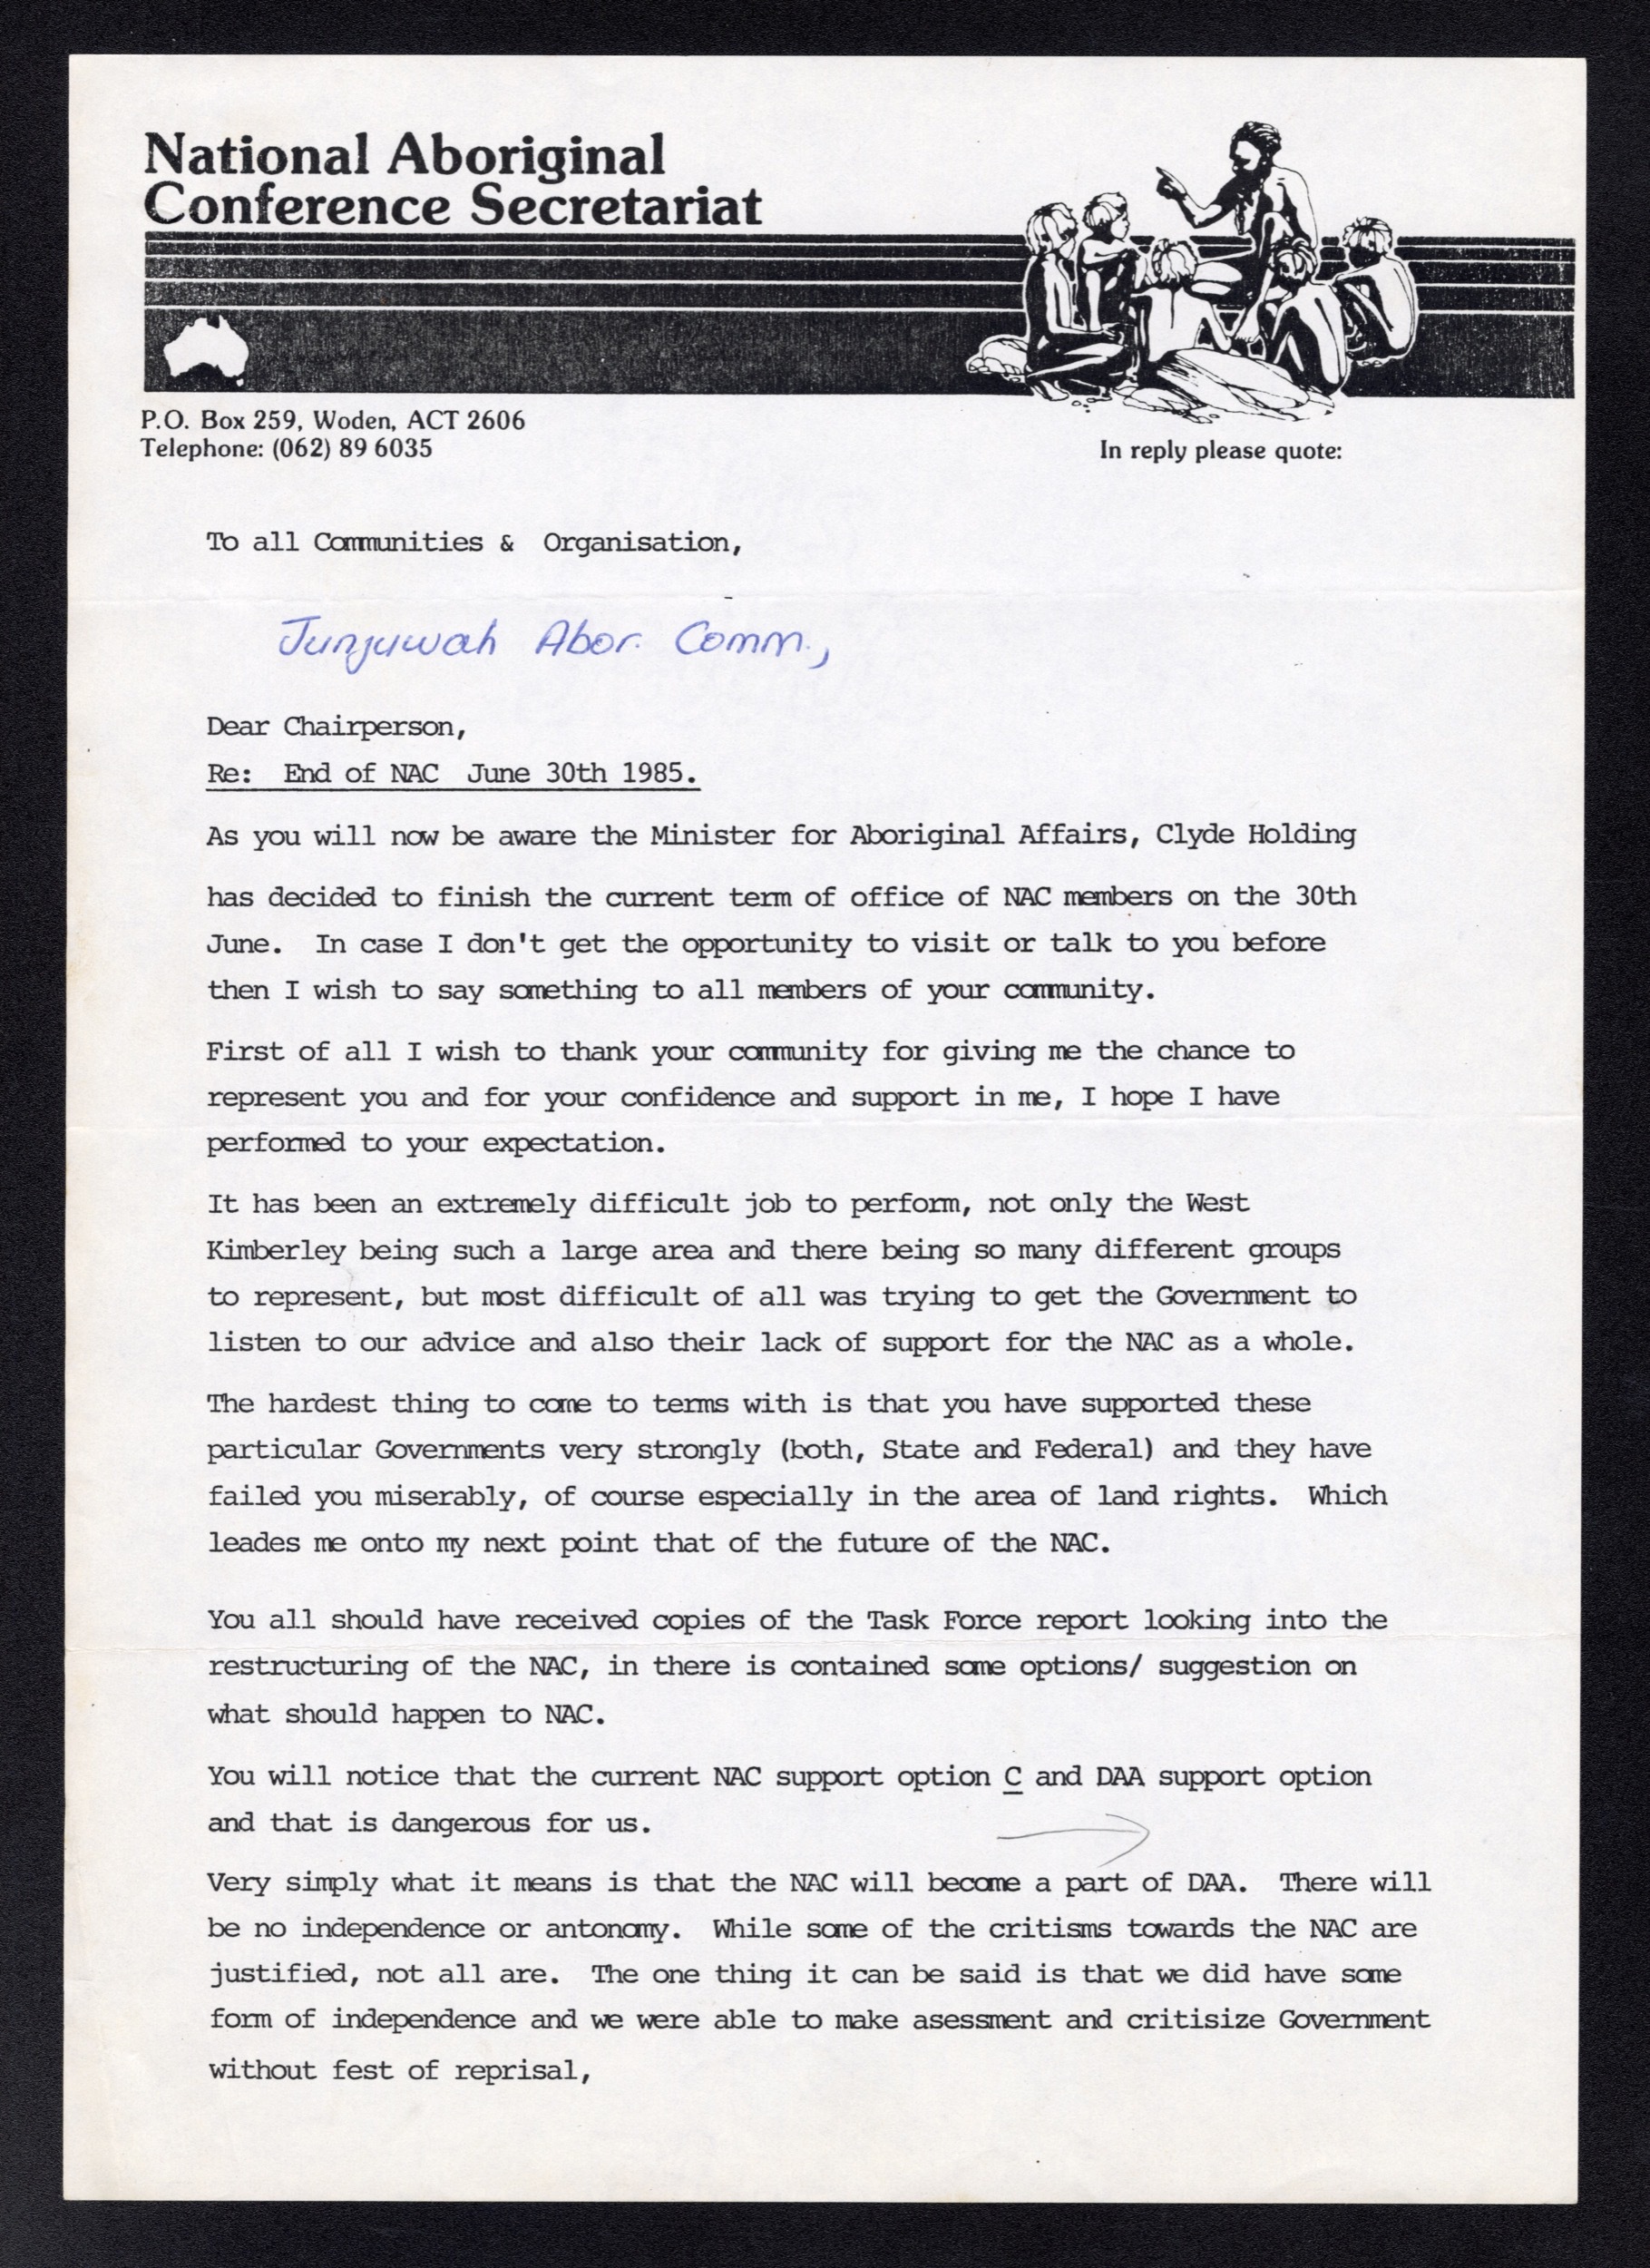 National Aboriginal
Conference Secretariat
P.O. Box 259, Woden, ACT 2606
Telephone: (062) 89 6035
In reply please quote:
To all Communities &  Organisation,
Junjuwah Abor. Comm.,
Dear Chairperson,
Re:  End of NAC  June 30th 1985.
As you will now be aware the Minister for Aboriginal Affairs, Clyde Holding
has decided to finish the current term of office of NAC members on the 30th
June.  In case I don't get the opportunity to visit or talk to you before
then I wish to say something to all members of your community.
First of all I wish to thank your community for giving me the chance to
represent you and for your confidence and support in me, I hope I have
performed to your expectation.
It has been an extremely difficult job to perform, not only the West
Kimberley being such a large area and there being so many different groups
to represent, but most difficult of all was trying to get the Government to
listen to our advice and also their lack of support for the NAC as a whole.
The hardest thing to come to terms with is that you have supported these
particular Governments very strongly (both, State and Federal) and they have
failed you miserably, of course especially in the area of land rights.  Which
leades me onto my next point that of the future of the NAC.
You all should have received copies of the Task Force report looking into the
restructuring of the NAC, in there is contained some options/ suggestion on
what should happen to NAC.
You will notice that the current NAC support option C and DAA support option
and that is dangerous for us.
Very simply what it means is that the NAC will become a part of DAA.  There will
be no independence or antonomy.  While some of the critisms towards the NAC are
justified, not all are.  The one thing it can be said is that we did have some
form of independence and we were able to make asessment and critisize Government
without fest of reprisal,